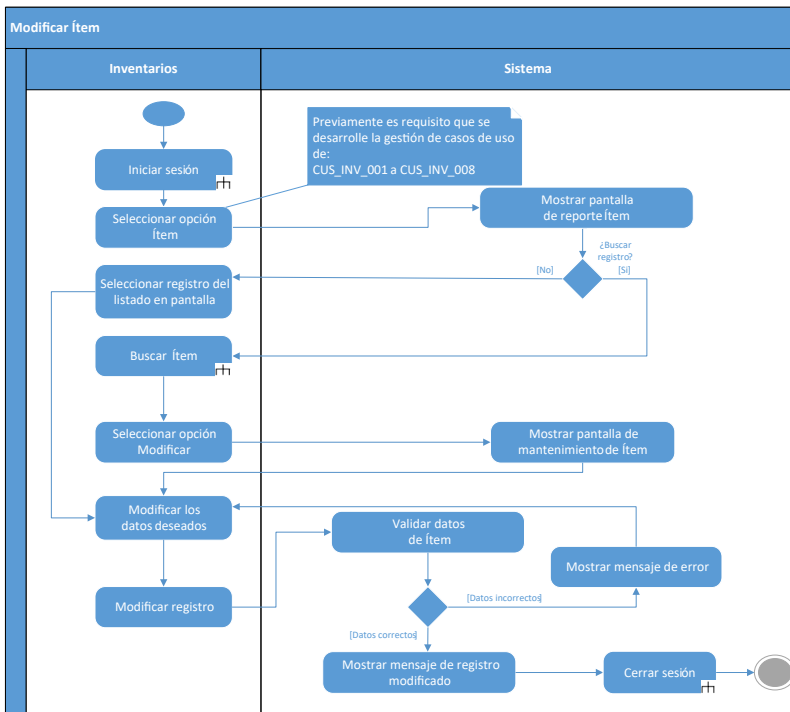 Modificar Ítem
Inventarios
Sistema
Previamente es requisito que se
desarrolle la gestión de casos de uso
de:
CUS_INV_001 a CUS_INV_008
Iniciar sesión
Seleccionar opción
Ítem
Mostrar pantalla
de reporte Ítem
¿Buscar
registro?
[No]
[Sí]
Seleccionar registro del
listado en pantalla
Buscar Ítem
Seleccionar opción
Modificar
Mostrar pantalla de
mantenimiento de Ítem
Modificar los
datos deseados
Validar datos
de Ítem
Mostrar mensaje de error
Modificar registro
[Datos incorrectos]
[Datos correctos]
Mostrar mensaje de registro
modificado
Cerrar sesión